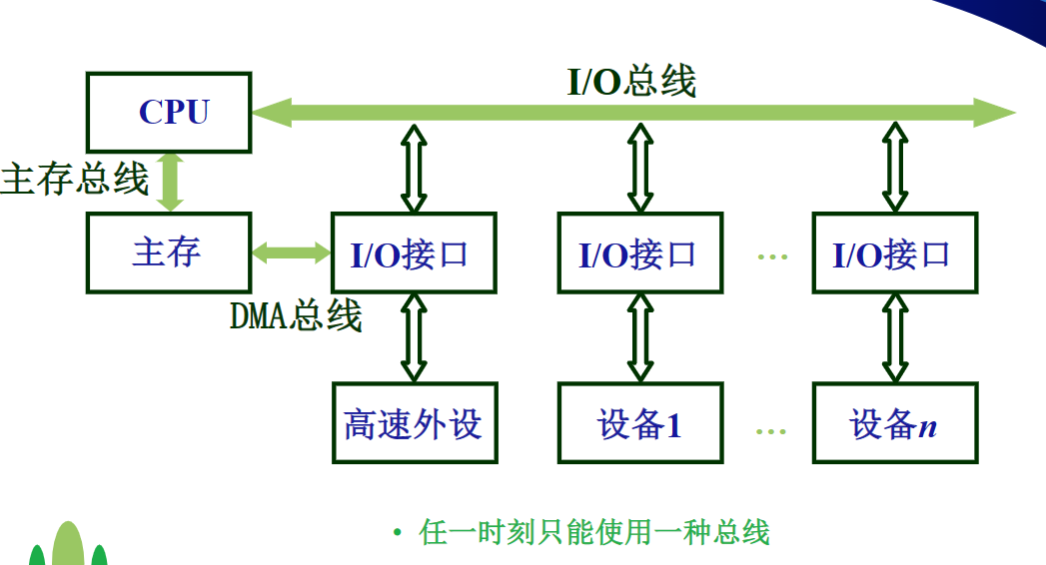 I/O总线
CPU
主存总线
主存
I/O接口
I/O接口
...
I/O接口
DMA总线
高速外设
设备1
...
设备n
• 任一时刻只能使用一种总线